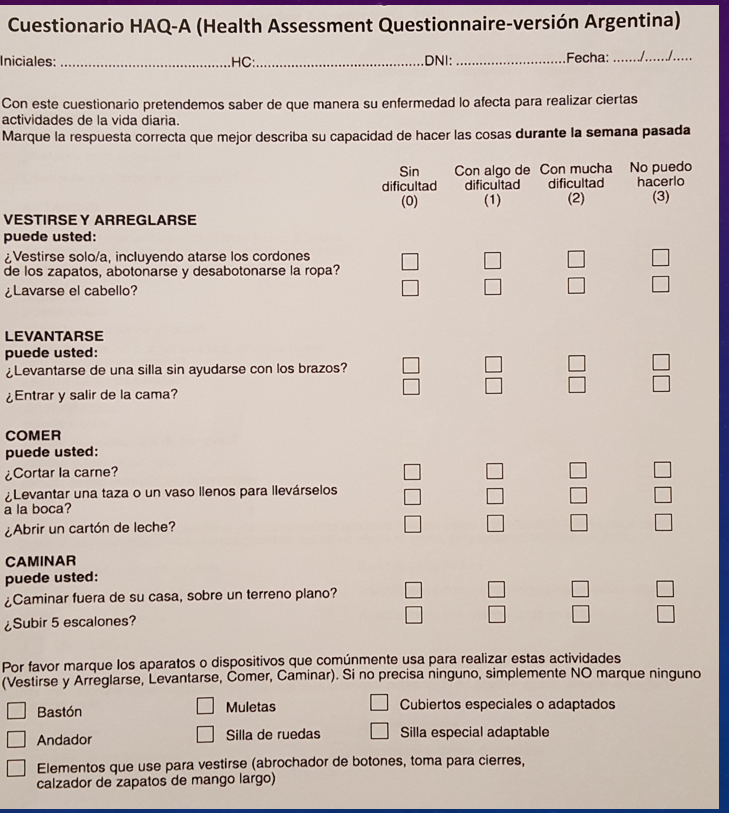 Cuestionario HAQ-A (Health Assessment Questionnaire-versión Argentina)
Iniciales: ..........................................HC:..........................................DNI: ...........................Fecha: ......./....../.....
Con este cuestionario pretendemos saber de que manera su enfermedad lo afecta para realizar ciertas
actividades de la vida diaria.
Marque la respuesta correcta que mejor describa su capacidad de hacer las cosas durante la semana pasada
Sin dificultad (0)
Con algo de dificultad (1)
Con mucha dificultad (2)
No puedo hacerlo (3)
VESTIRSE Y ARREGLARSE
puede usted:
¿Vestirse solo/a, incluyendo atarse los cordones
de los zapatos, abotonarse y desabotonarse la ropa?
¿Lavarse el cabello?
LEVANTARSE
puede usted:
¿Levantarse de una silla sin ayudarse con los brazos?
¿Entrar y salir de la cama?
COMER
puede usted:
¿Cortar la carne?
¿Levantar una taza o un vaso llenos para llevárselos
a la boca?
¿Abrir un cartón de leche?
CAMINAR
puede usted:
¿Caminar fuera de su casa, sobre un terreno plano?
¿Subir 5 escalones?
Por favor marque los aparatos o dispositivos que comúnmente usa para realizar estas actividades
(Vestirse y Arreglarse, Levantarse, Comer, Caminar). Si no precisa ninguno, simplemente NO marque ninguno
Bastón
Muletas
Cubiertos especiales o adaptados
Andador
Silla de ruedas
Silla especial adaptable
Elementos que use para vestirse (abrochador de botones, toma para cierres,
calzador de zapatos de mango largo)